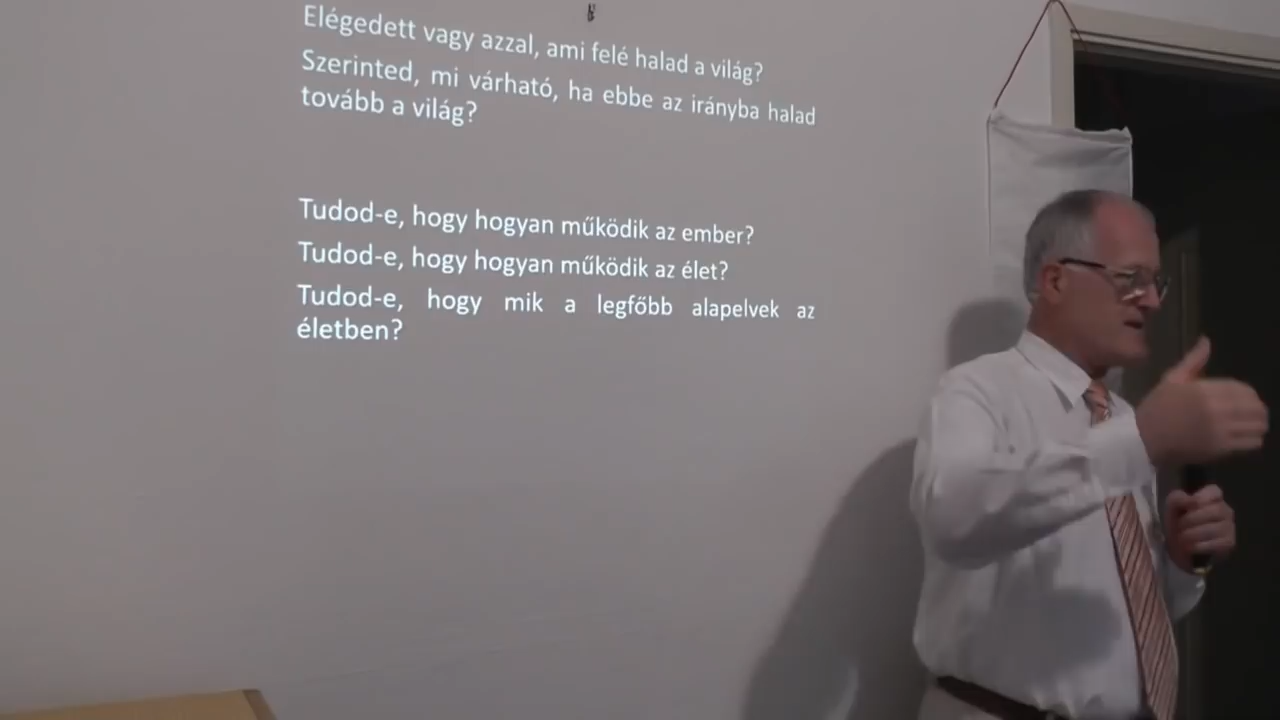 Elégedett vagy azzal, ami felé halad a világ?
Szerinted, mi várható, ha ebbe az irányba halad
tovább a világ?
Tudod-e, hogy hogyan működik az ember?
Tudod-e, hogy hogyan működik az élet?
Tudod-e, hogy mik a legfőbb alapelvek az
életben?